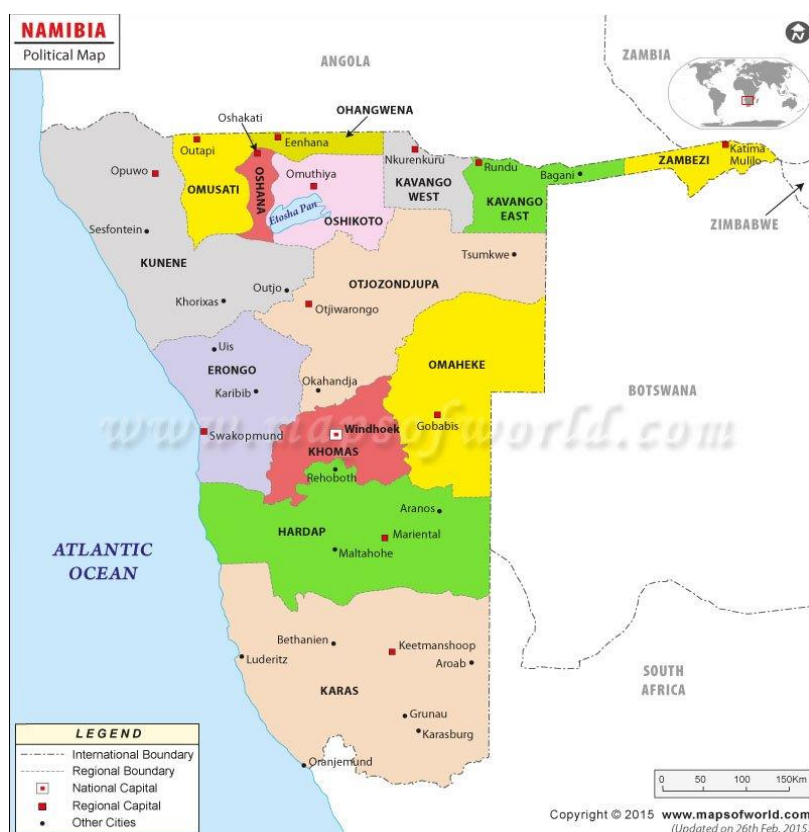 NAMIBIA
Political Map
N
ANGOLA
ZAMBIA
OHANGWENA
Oshakati
Eenhana
Outapi
Nkurenkuru
Rundu
Bagani
ZAMBEZI
Katima
Mulilo
Opuwo
OMUSATI
OSHANA
Omuthiya
KAVANGO
WEST
KAVANGO
EAST
Etosha Pan
OSHIKOTO
ZIMBABWE
Sesfontein
KUNENE
Tsumkwe
Outjo
OTJOZONDJUPA
Khorixas
Otjiwarongo
Uis
ERONGO
OMAHEKE
Karibib
Okahandja
BOTSWANA
www.mapsofworld.com
Swakopmund
Windhoek
Gobabis
KHOMAS
Rehoboth
Aranos
HARDAP
Mariental
Maltahohe
ATLANTIC
OCEAN
Bethanien
Keetmanshoop
Luderitz
Aroab
SOUTH
AFRICA
KARAS
Grunau
Karasburg
Oranjemund
LEGEND
International Boundary
Regional Boundary
National Capital
Regional Capital
Other Cities
0 50 100 150Km
Copyright © 2015 www.mapsofworld.com
(Updated on 26th Feb, 2015)